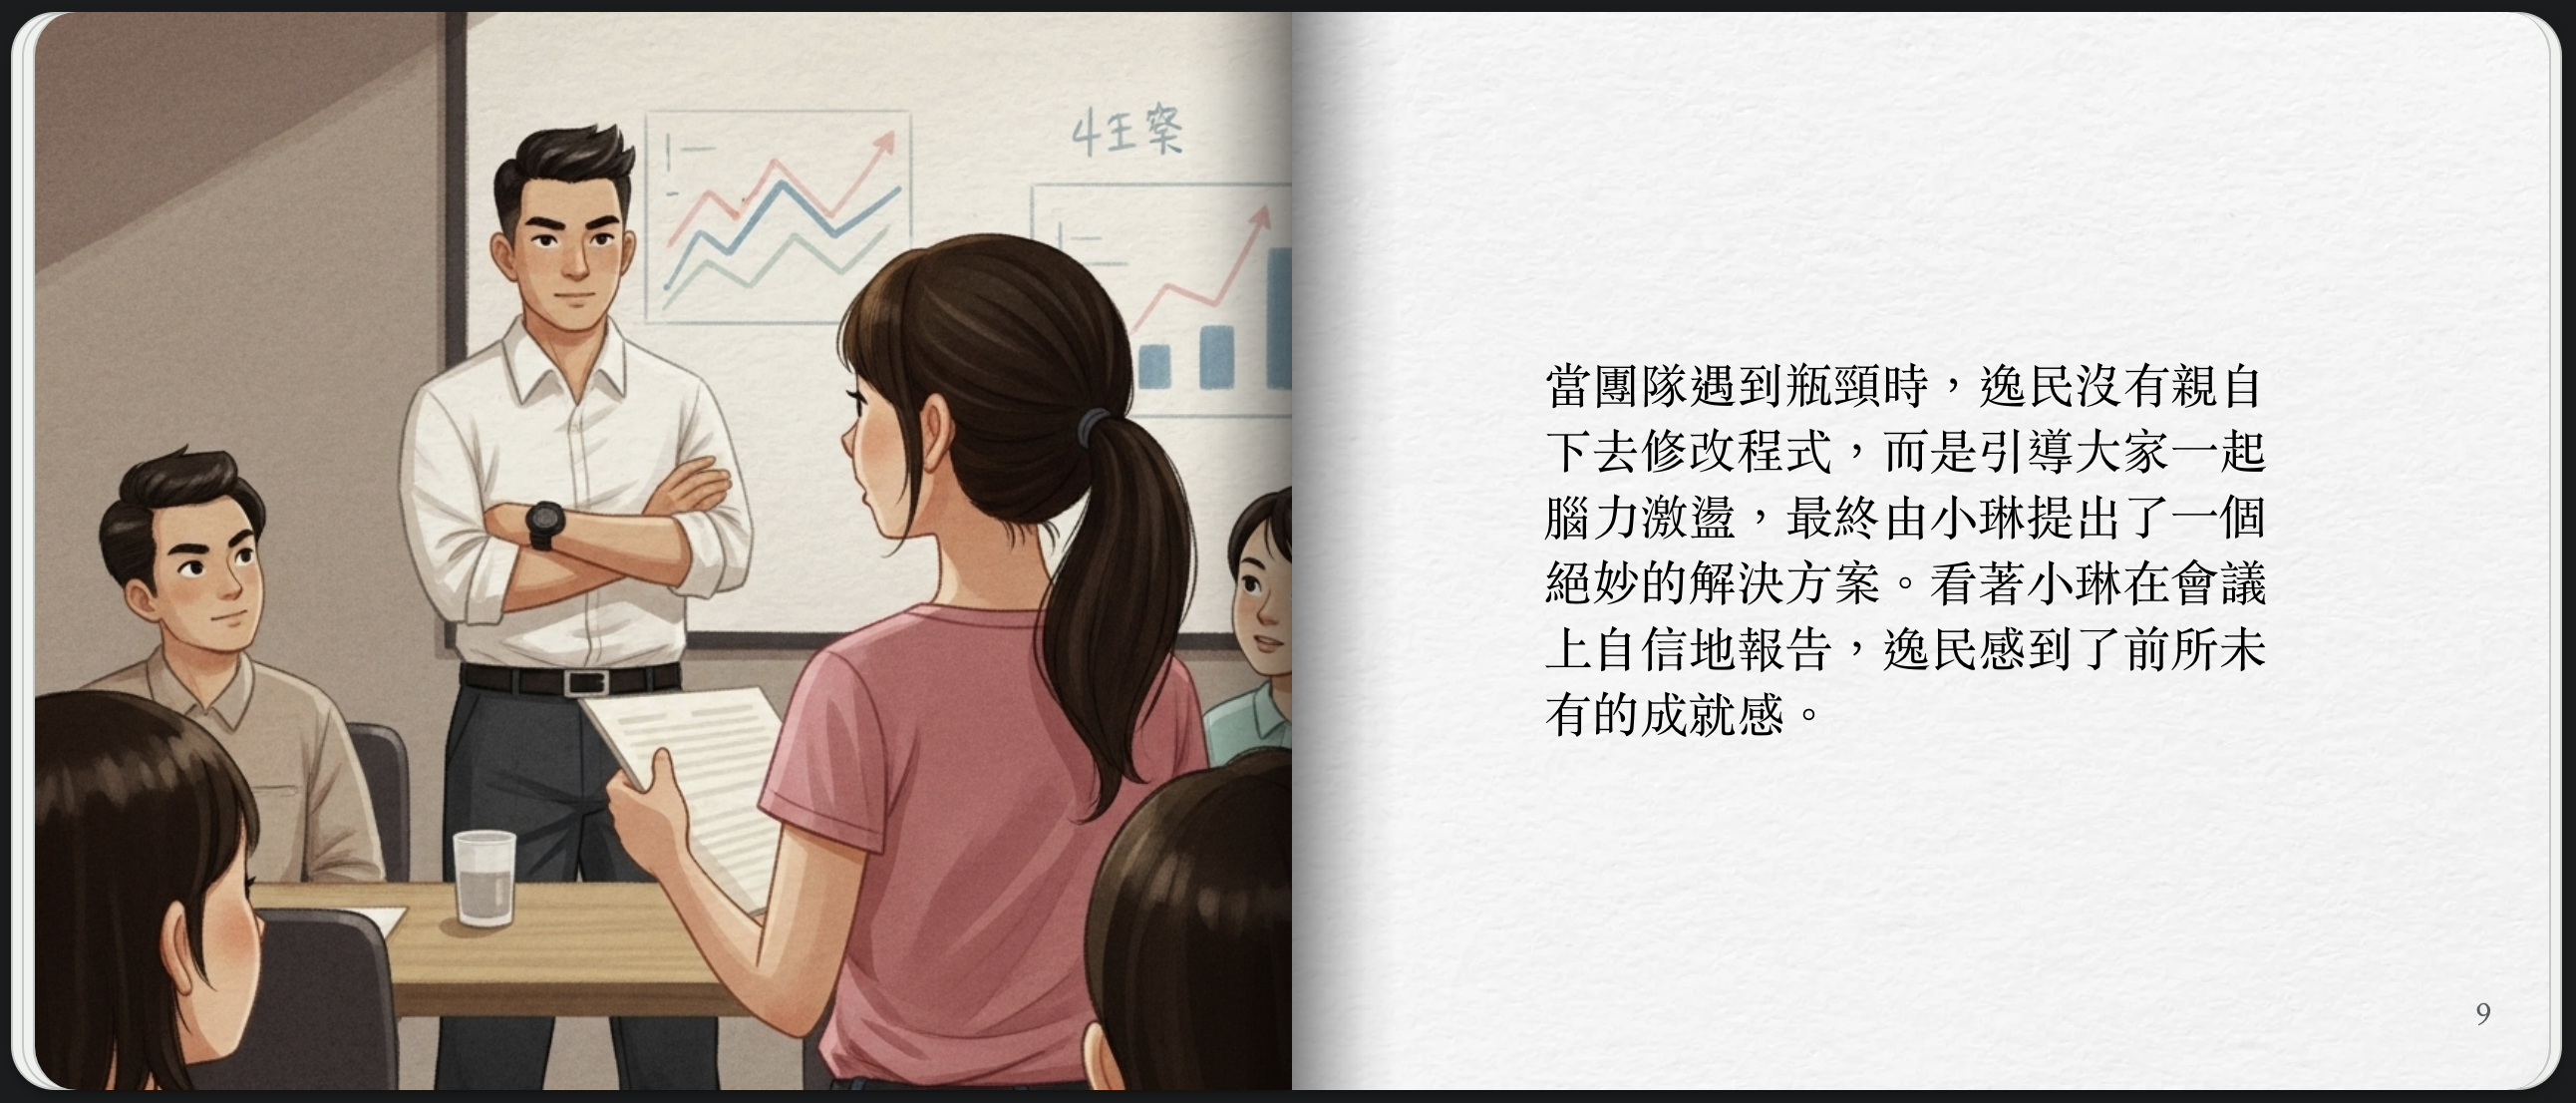 當團隊遇到瓶頸時，逸民沒有親自
下去修改程式，而是引導大家一起
腦力激盪，最終由小琳提出了一個
絕妙的解決方案。看著小琳在會議
上自信地報告，逸民感到了前所未
有的成就感。
9